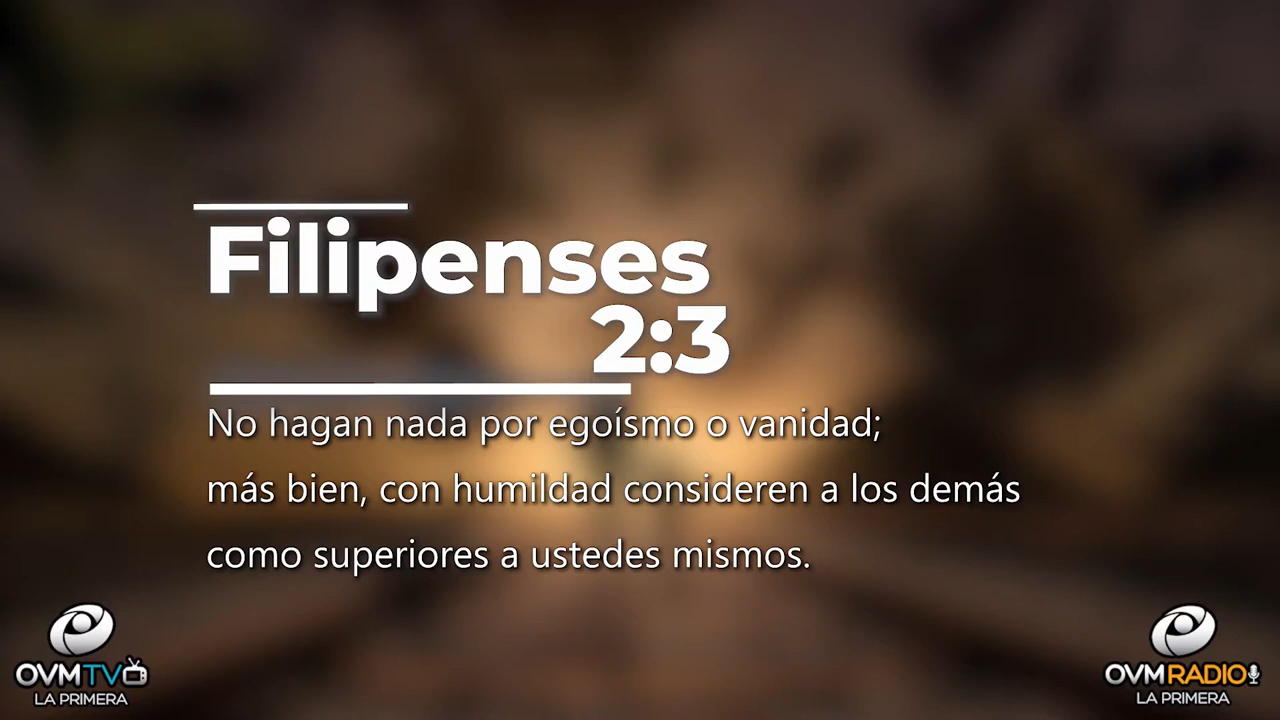 Filipenses
2:3
No hagan nada por egoísmo o vanidad;
más bien, con humildad consideren a los demás
como superiores a ustedes mismos.
OVMTV
LA PRIMERA
OVMRADIO
LA PRIMERA